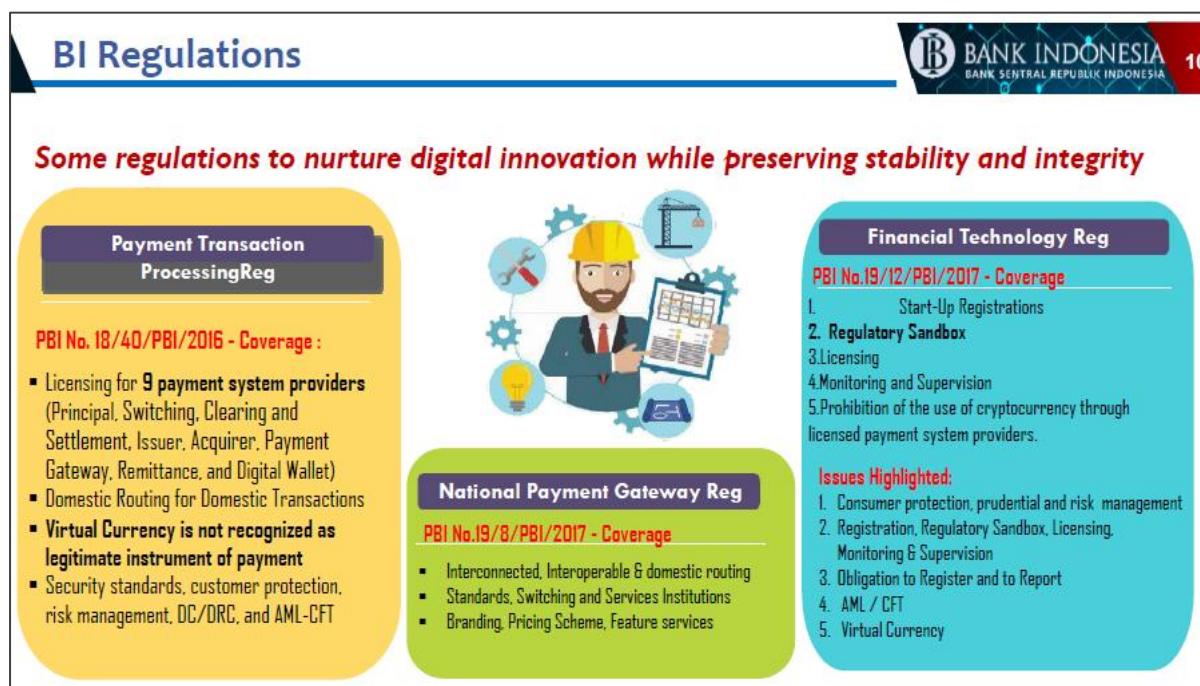 BI Regulations
BANK INDONESIA
BANK SENTRAL REPUBLIK INDONESIA
10
Some regulations to nurture digital innovation while preserving stability and integrity
Payment Transaction
ProcessingReg
PBI No. 18/40/PBI/2016 - Coverage :
▪ Licensing for 9 payment system providers
(Principal, Switching, Clearing and
Settlement, Issuer, Acquirer, Payment
Gateway, Remittance, and Digital Wallet)
▪ Domestic Routing for Domestic Transactions
▪ Virtual Currency is not recognized as
legitimate instrument of payment
▪ Security standards, customer protection,
risk management, DC/DRC, and AML-CFT
National Payment Gateway Reg
PBI No.19/8/PBI/2017 - Coverage
▪ Interconnected, Interoperable & domestic routing
▪ Standards, Switching and Services Institutions
▪ Branding, Pricing Scheme, Feature services
Financial Technology Reg
PBI No.19/12/PBI/2017 - Coverage
1. Start-Up Registrations
2. Regulatory Sandbox
3.Licensing
4.Monitoring and Supervision
5.Prohibition of the use of cryptocurrency through
licensed payment system providers.
Issues Highlighted:
1. Consumer protection, prudential and risk management
2. Registration, Regulatory Sandbox, Licensing,
Monitoring & Supervision
3. Obligation to Register and to Report
4. AML / CFT
5. Virtual Currency